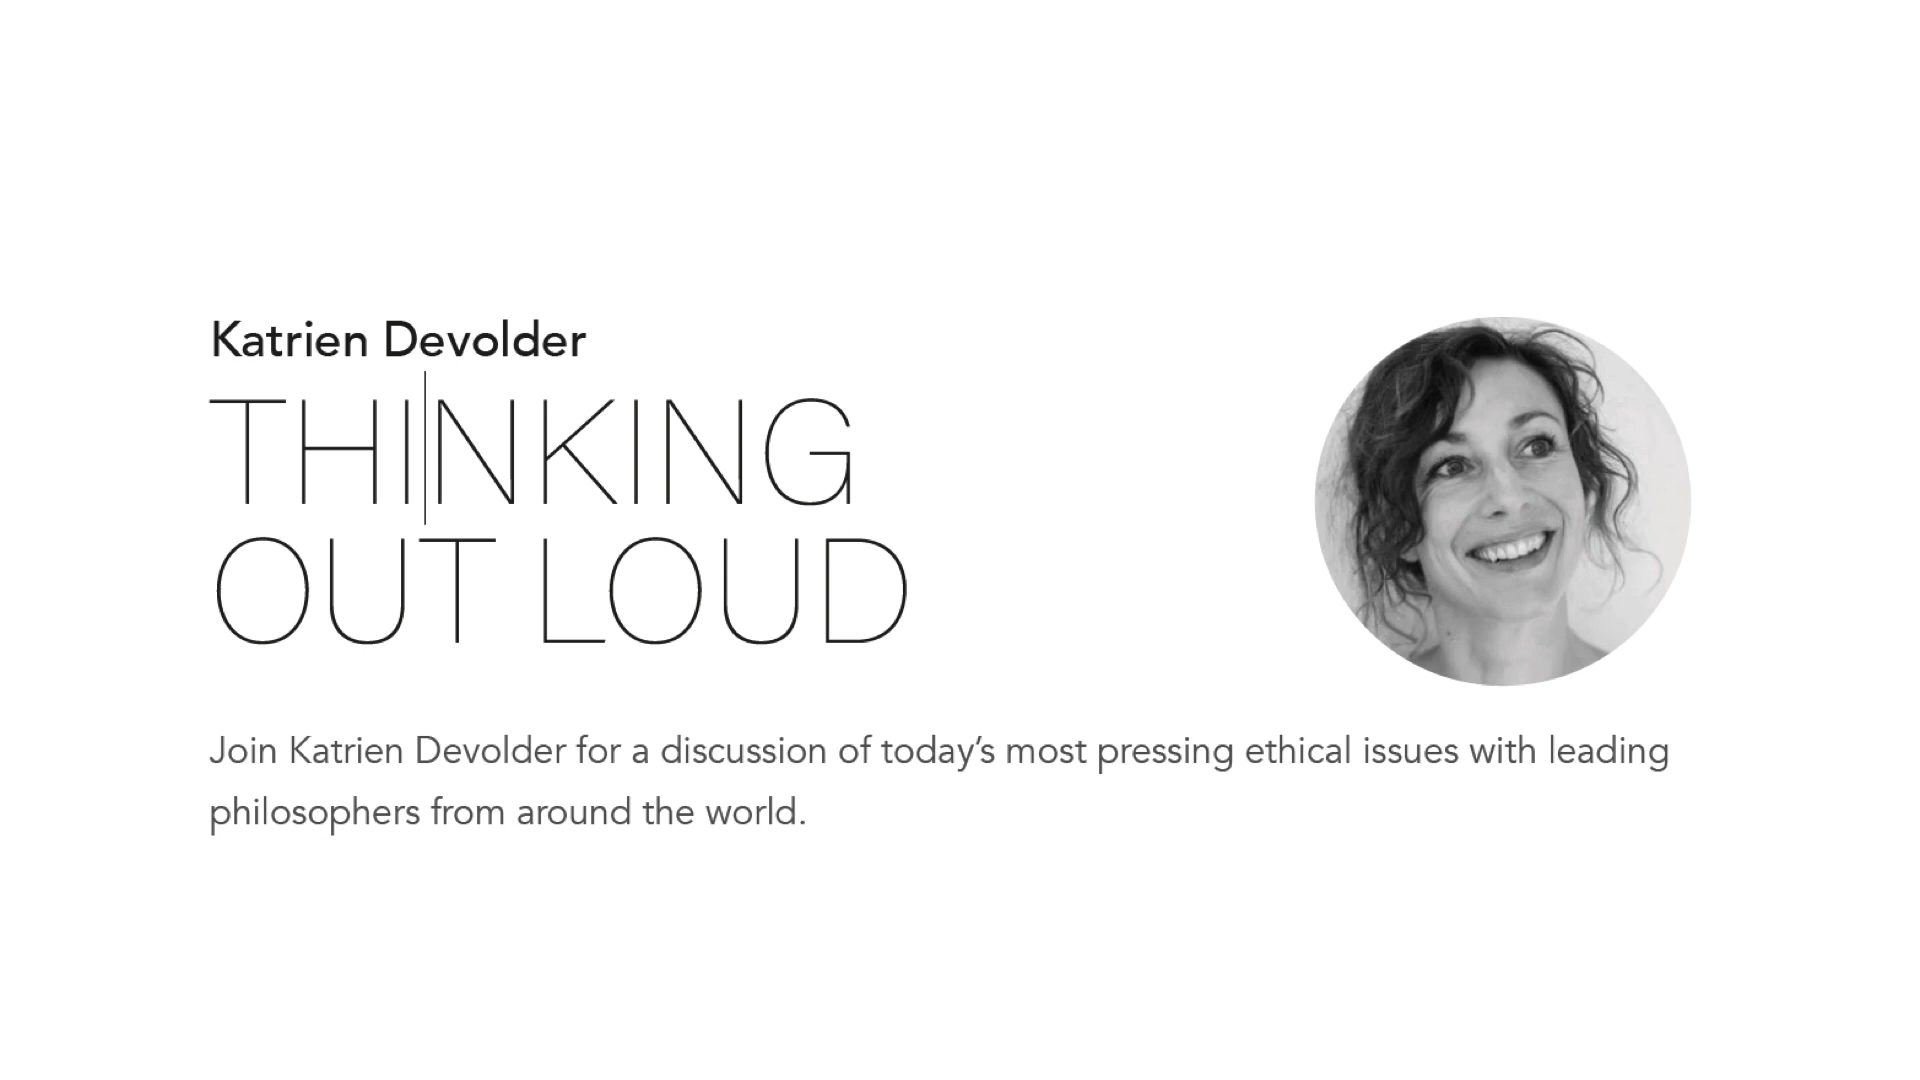 Katrien Devolder
THINKING
OUT LOUD
Join Katrien Devolder for a discussion of today’s most pressing ethical issues with leading
philosophers from around the world.